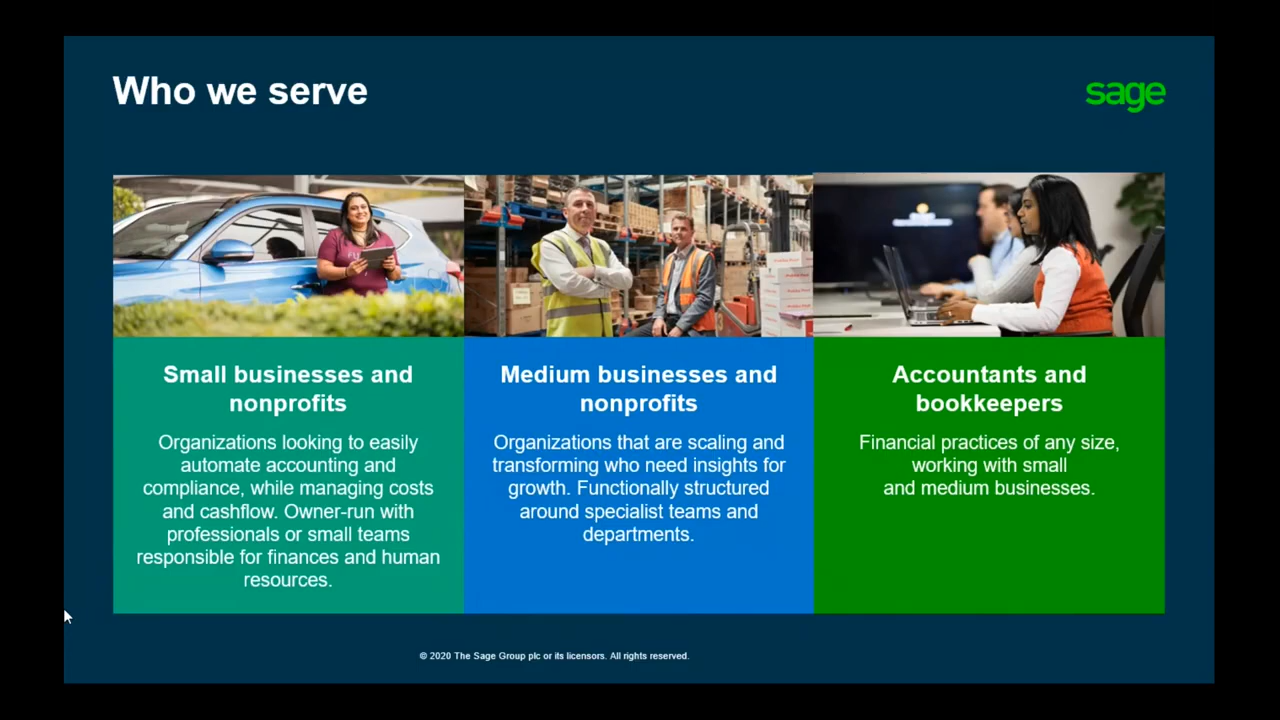 Who we serve
sage
Small businesses and
nonprofits
Organizations looking to easily
automate accounting and
compliance, while managing costs
and cashflow. Owner-run with
professionals or small teams
responsible for finances and human
resources.
Medium businesses and
nonprofits
Organizations that are scaling and
transforming who need insights for
growth. Functionally structured
around specialist teams and
departments.
Accountants and
bookkeepers
Financial practices of any size,
working with small
and medium businesses.
© 2020 The Sage Group plc or its licensors. All rights reserved.